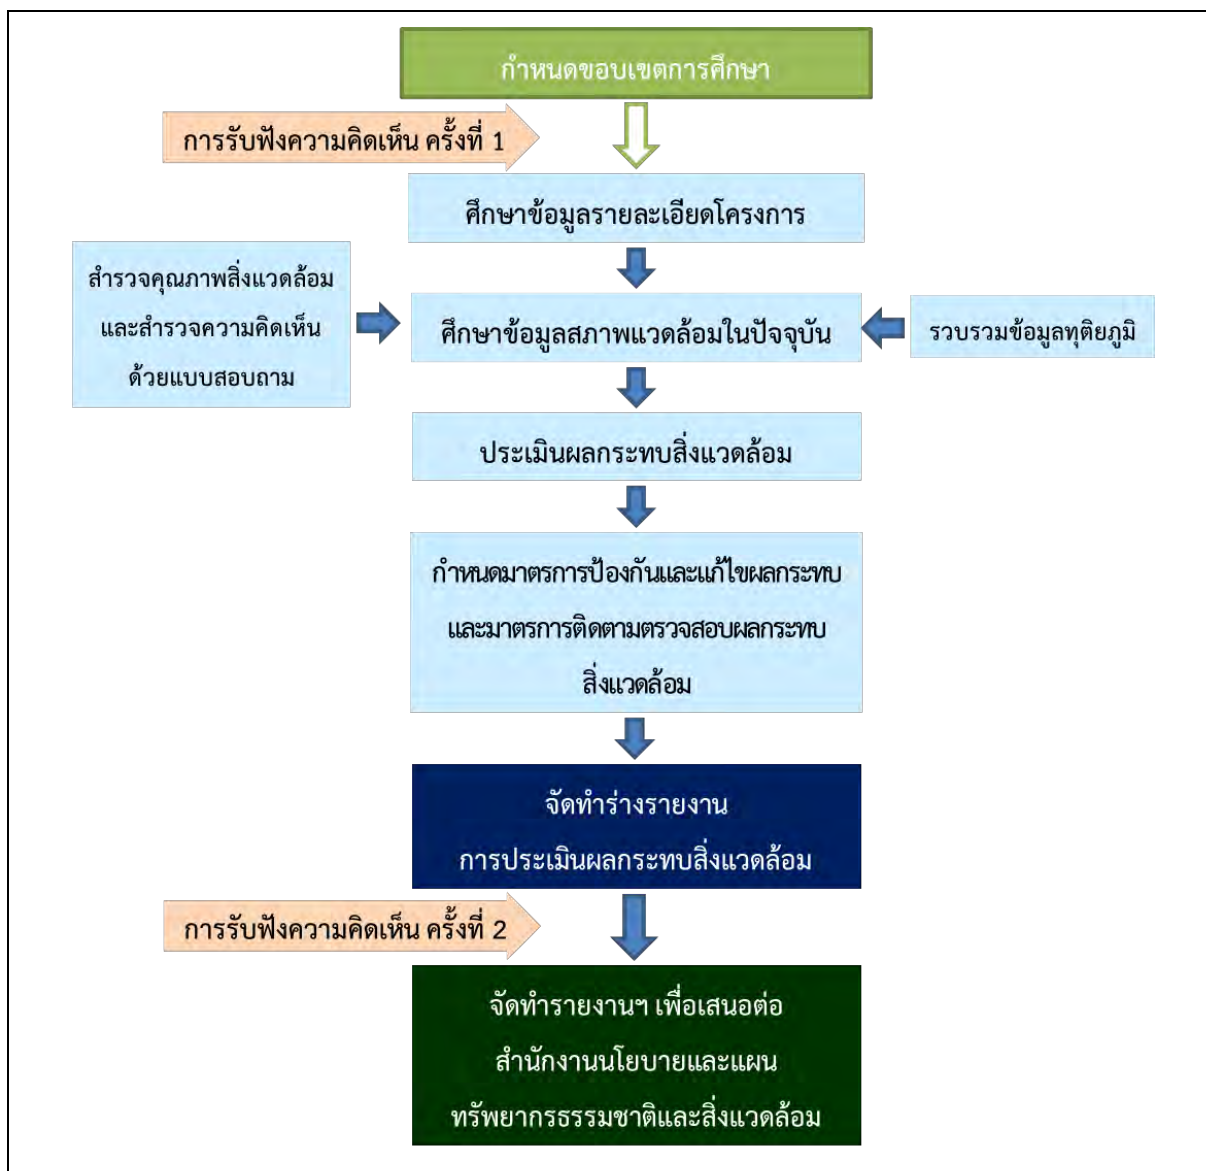 กำหนดขอบเขตการศึกษา
การรับฟังความคิดเห็น ครั้งที่ 1
ศึกษาข้อมูลรายละเอียดโครงการ
สำรวจคุณภาพสิ่งแวดล้อม
และสำรวจความคิดเห็น
ด้วยแบบสอบถาม
ศึกษาข้อมูลสภาพแวดล้อมในปัจจุบัน
รวบรวมข้อมูลทุติยภูมิ
ประเมินผลกระทบสิ่งแวดล้อม
กำหนดมาตรการป้องกันและแก้ไขผลกระทบ
และมาตรการติดตามตรวจสอบผลกระทบ
สิ่งแวดล้อม
จัดทำร่างรายงาน
การประเมินผลกระทบสิ่งแวดล้อม
การรับฟังความคิดเห็น ครั้งที่ 2
จัดทำรายงานฯ เพื่อเสนอต่อ
สำนักงานนโยบายและแผน
ทรัพยากรธรรมชาติและสิ่งแวดล้อม